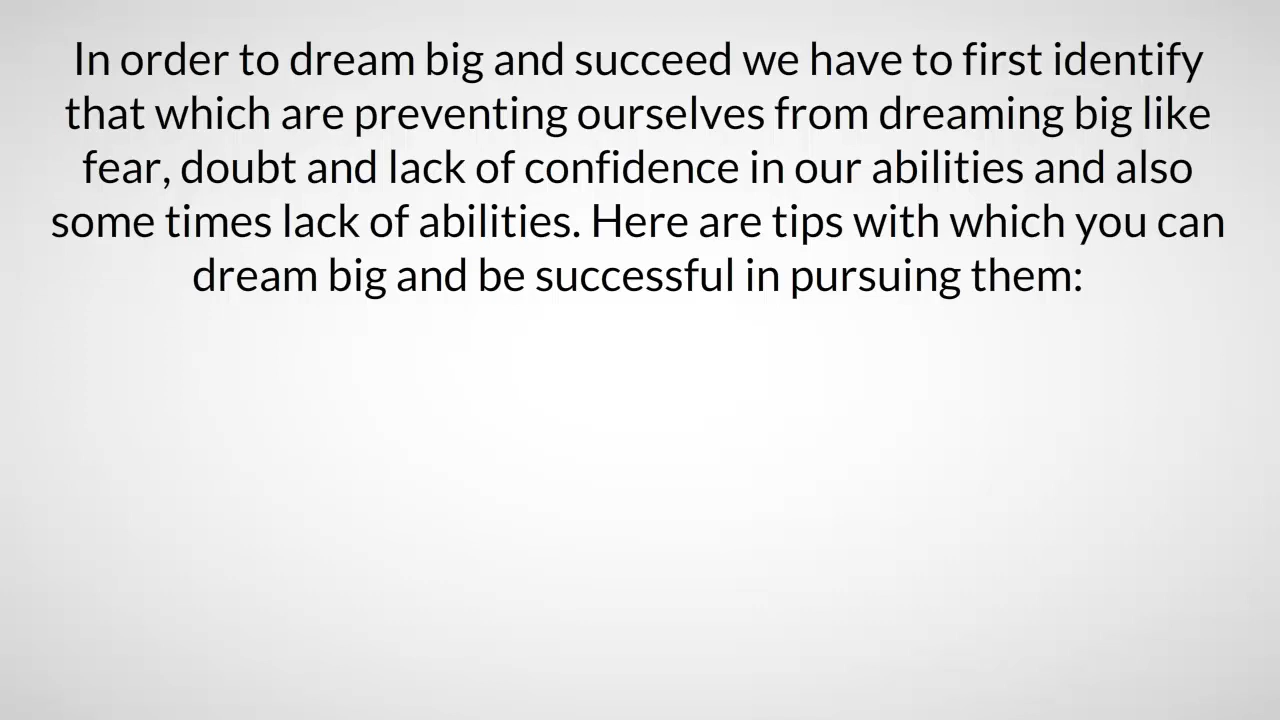 In order to dream big and succeed we have to first identify
that which are preventing ourselves from dreaming big like
fear, doubt and lack of confidence in our abilities and also
some times lack of abilities. Here are tips with which you can
dream big and be successful in pursuing them: